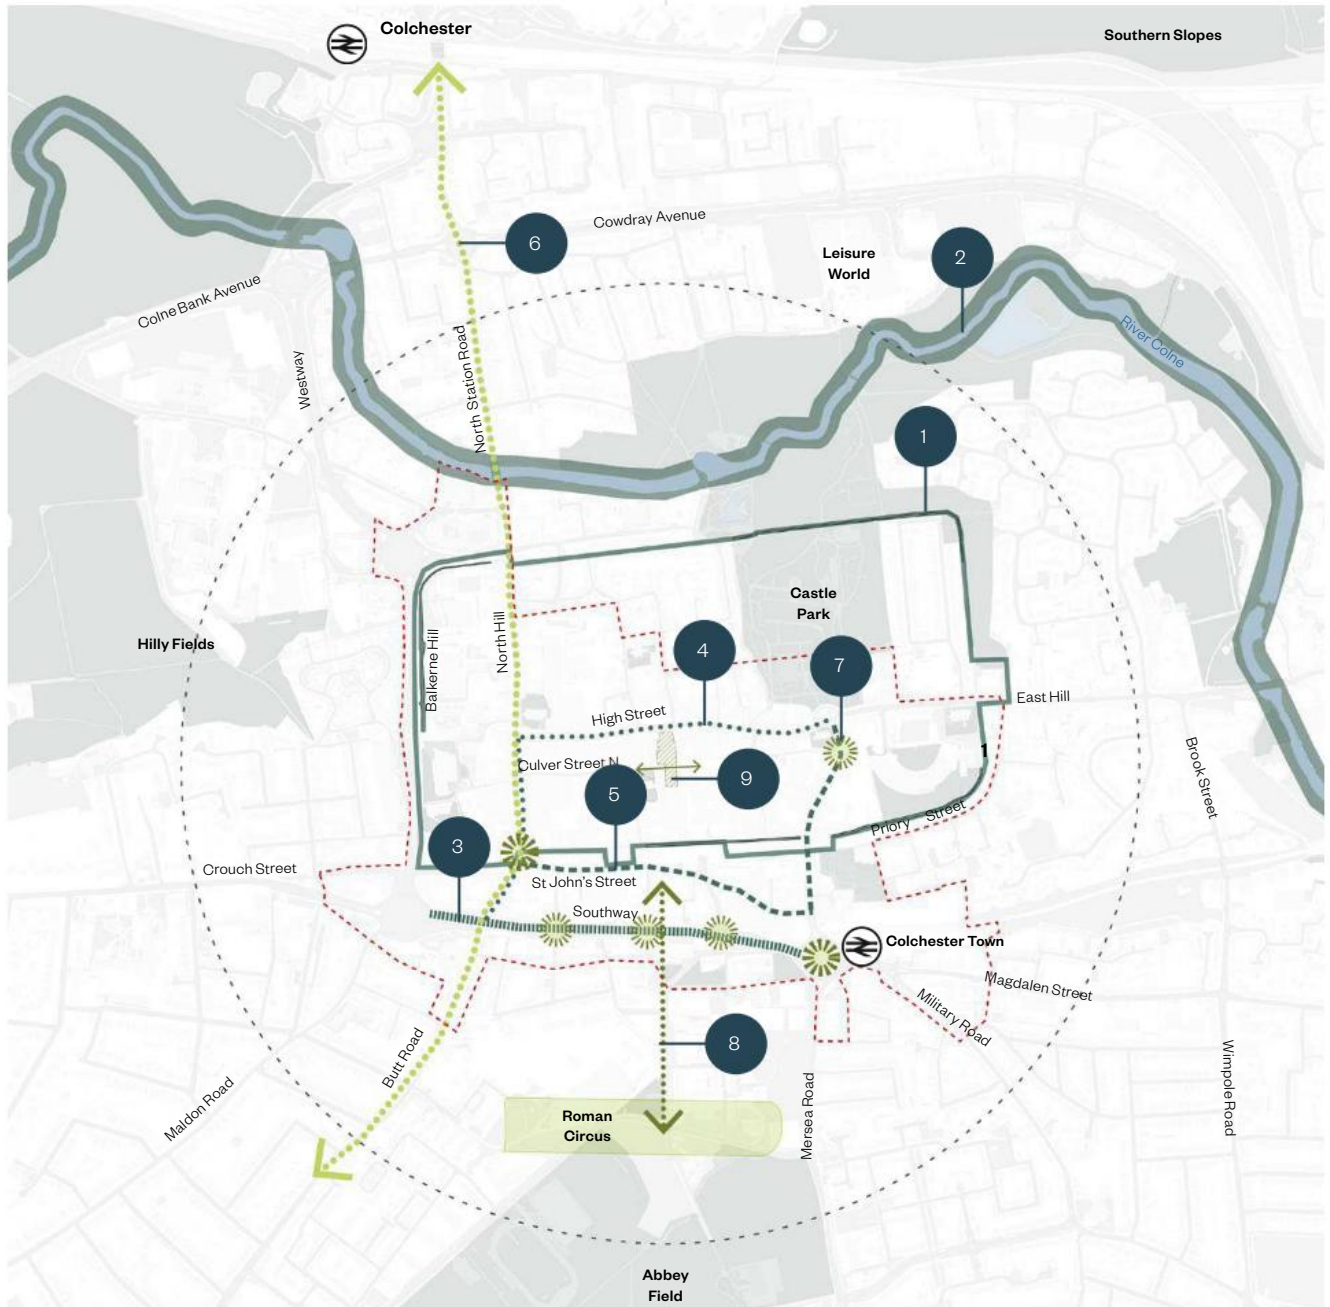 Colchester
Southern Slopes
6
Cowdray Avenue
Leisure
World
2
Colne Bank Avenue
River Colne
Westway
North Station Road
1
Castle
Park
Hilly Fields
Balkerne Hill
North Hill
4
7
High Street
East Hill
Culver Street N
1
9
5
Brook Street
Priory Street
3
Crouch Street
St John's Street
Southway
Colchester Town
Magdalen Street
Military Road
8
Butt Road
Maldon Road
Mersea Road
Wimpole Road
Roman
Circus
Abbey
Field